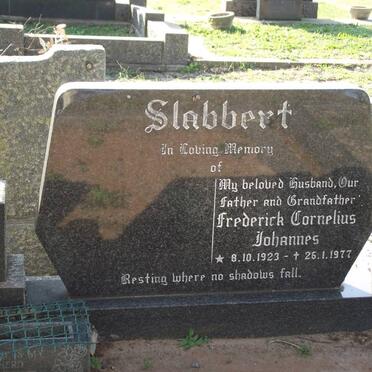 Slabbert
In Loving Memory
of
My beloved Husband, Our
Father and Grandfather
Frederick Cornelius
Johannes
★ 8.10.1923 - ✝ 26.1.1977
Resting where no shadows fall.